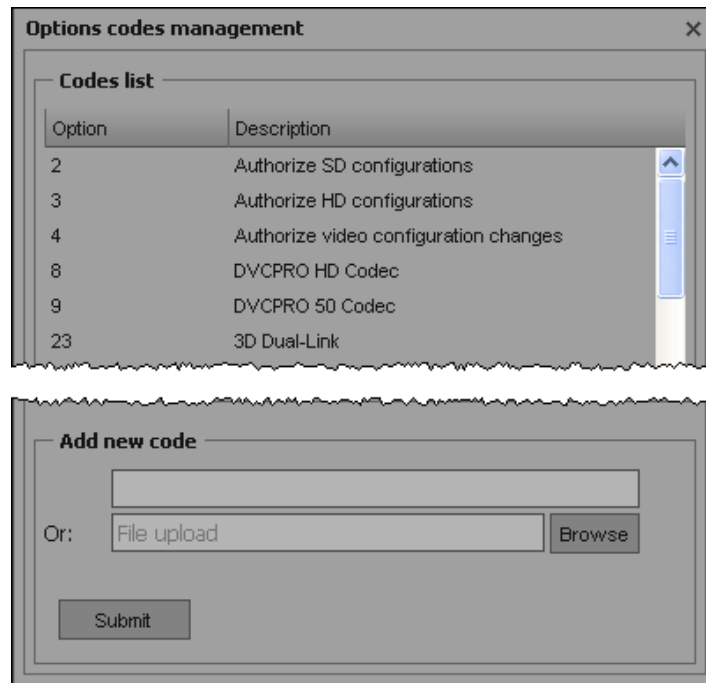 Options codes management
Codes list
Option Description
2 Authorize SD configurations
3 Authorize HD configurations
4 Authorize video configuration changes
8 DVCPRO HD Codec
9 DVCPRO 50 Codec
23 3D Dual-Link
Add new code
Or: File upload Browse
Submit